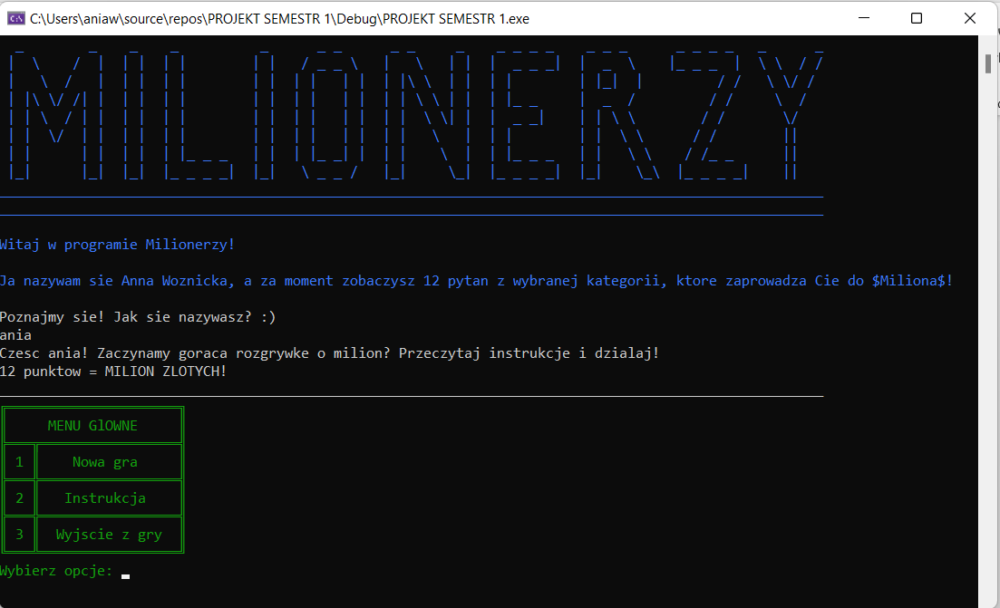 C:\Users\aniaw\source\repos\PROJEKT SEMESTR 1\Debug\PROJEKT SEMESTR 1.exe
MILIONERZY
Witaj w programie Milionerzy!
Ja nazywam sie Anna Woznicka, a za moment zobaczysz 12 pytan z wybranej kategorii, ktore zaprowadza Cie do $Miliona$!
Poznajmy sie! Jak sie nazywasz? :)
ania
Czesc ania! Zaczynamy goraca rozgrywke o milion? Przeczytaj instrukcje i dzialaj!
12 punktow = MILION ZLOTYCH!
MENU GlOWNE
1 Nowa gra
2 Instrukcja
3 Wyjscie z gry
Wybierz opcje: